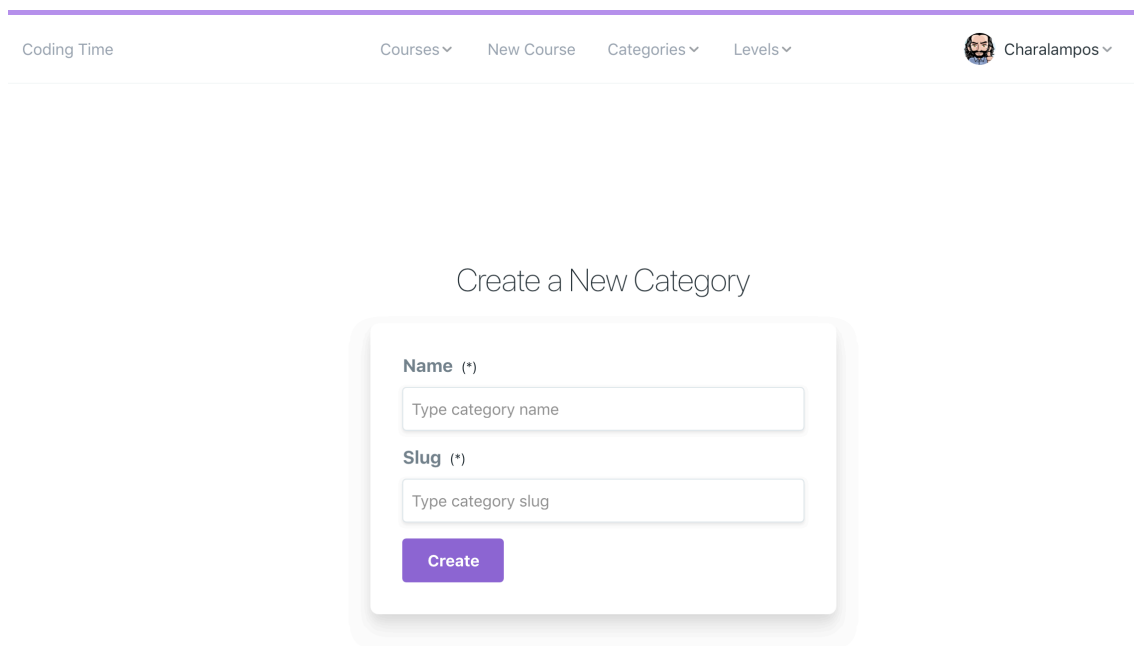 Coding Time Courses New Course Categories Levels Charalampos
Create a New Category
Name (*)
Type category name
Slug (*)
Type category slug
Create